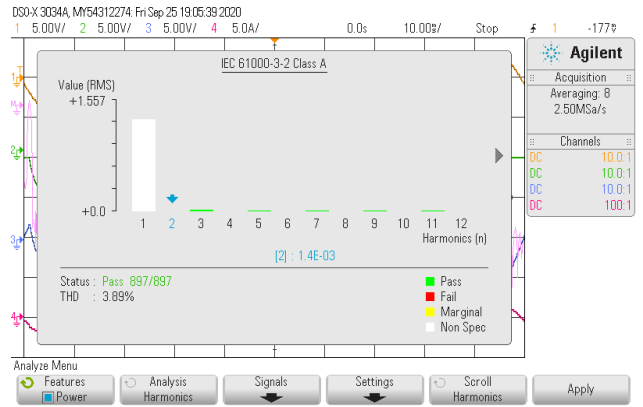 DSO-X 3034A, MY54312274: Fri Sep 25 19:05:39 2020
1 5.00V/ 2 5.00V/ 3 5.00V/ 4 5.0A/ 0.0s 10.00%/ Stop 1 -177%
IEC 61000-3-2 Class A
Agilent
Value (RMS)
+1.557
Acquisition
Averaging: 8
2.50MSa/s
Channels
DC 10.0:1
DC 10.0:1
DC 10.0:1
DC 100:1
+0.0
1 2 3 4 5 6 7 8 9 10 11 12
Harmonics (n)
[2] : 1.4E-03
Status : Pass 897/897
THD : 3.89%
Pass
Fail
Marginal
Non Spec
Analyze Menu
Features
Power
Analysis
Harmonics
Signals
Settings
Scroll
Harmonics
Apply